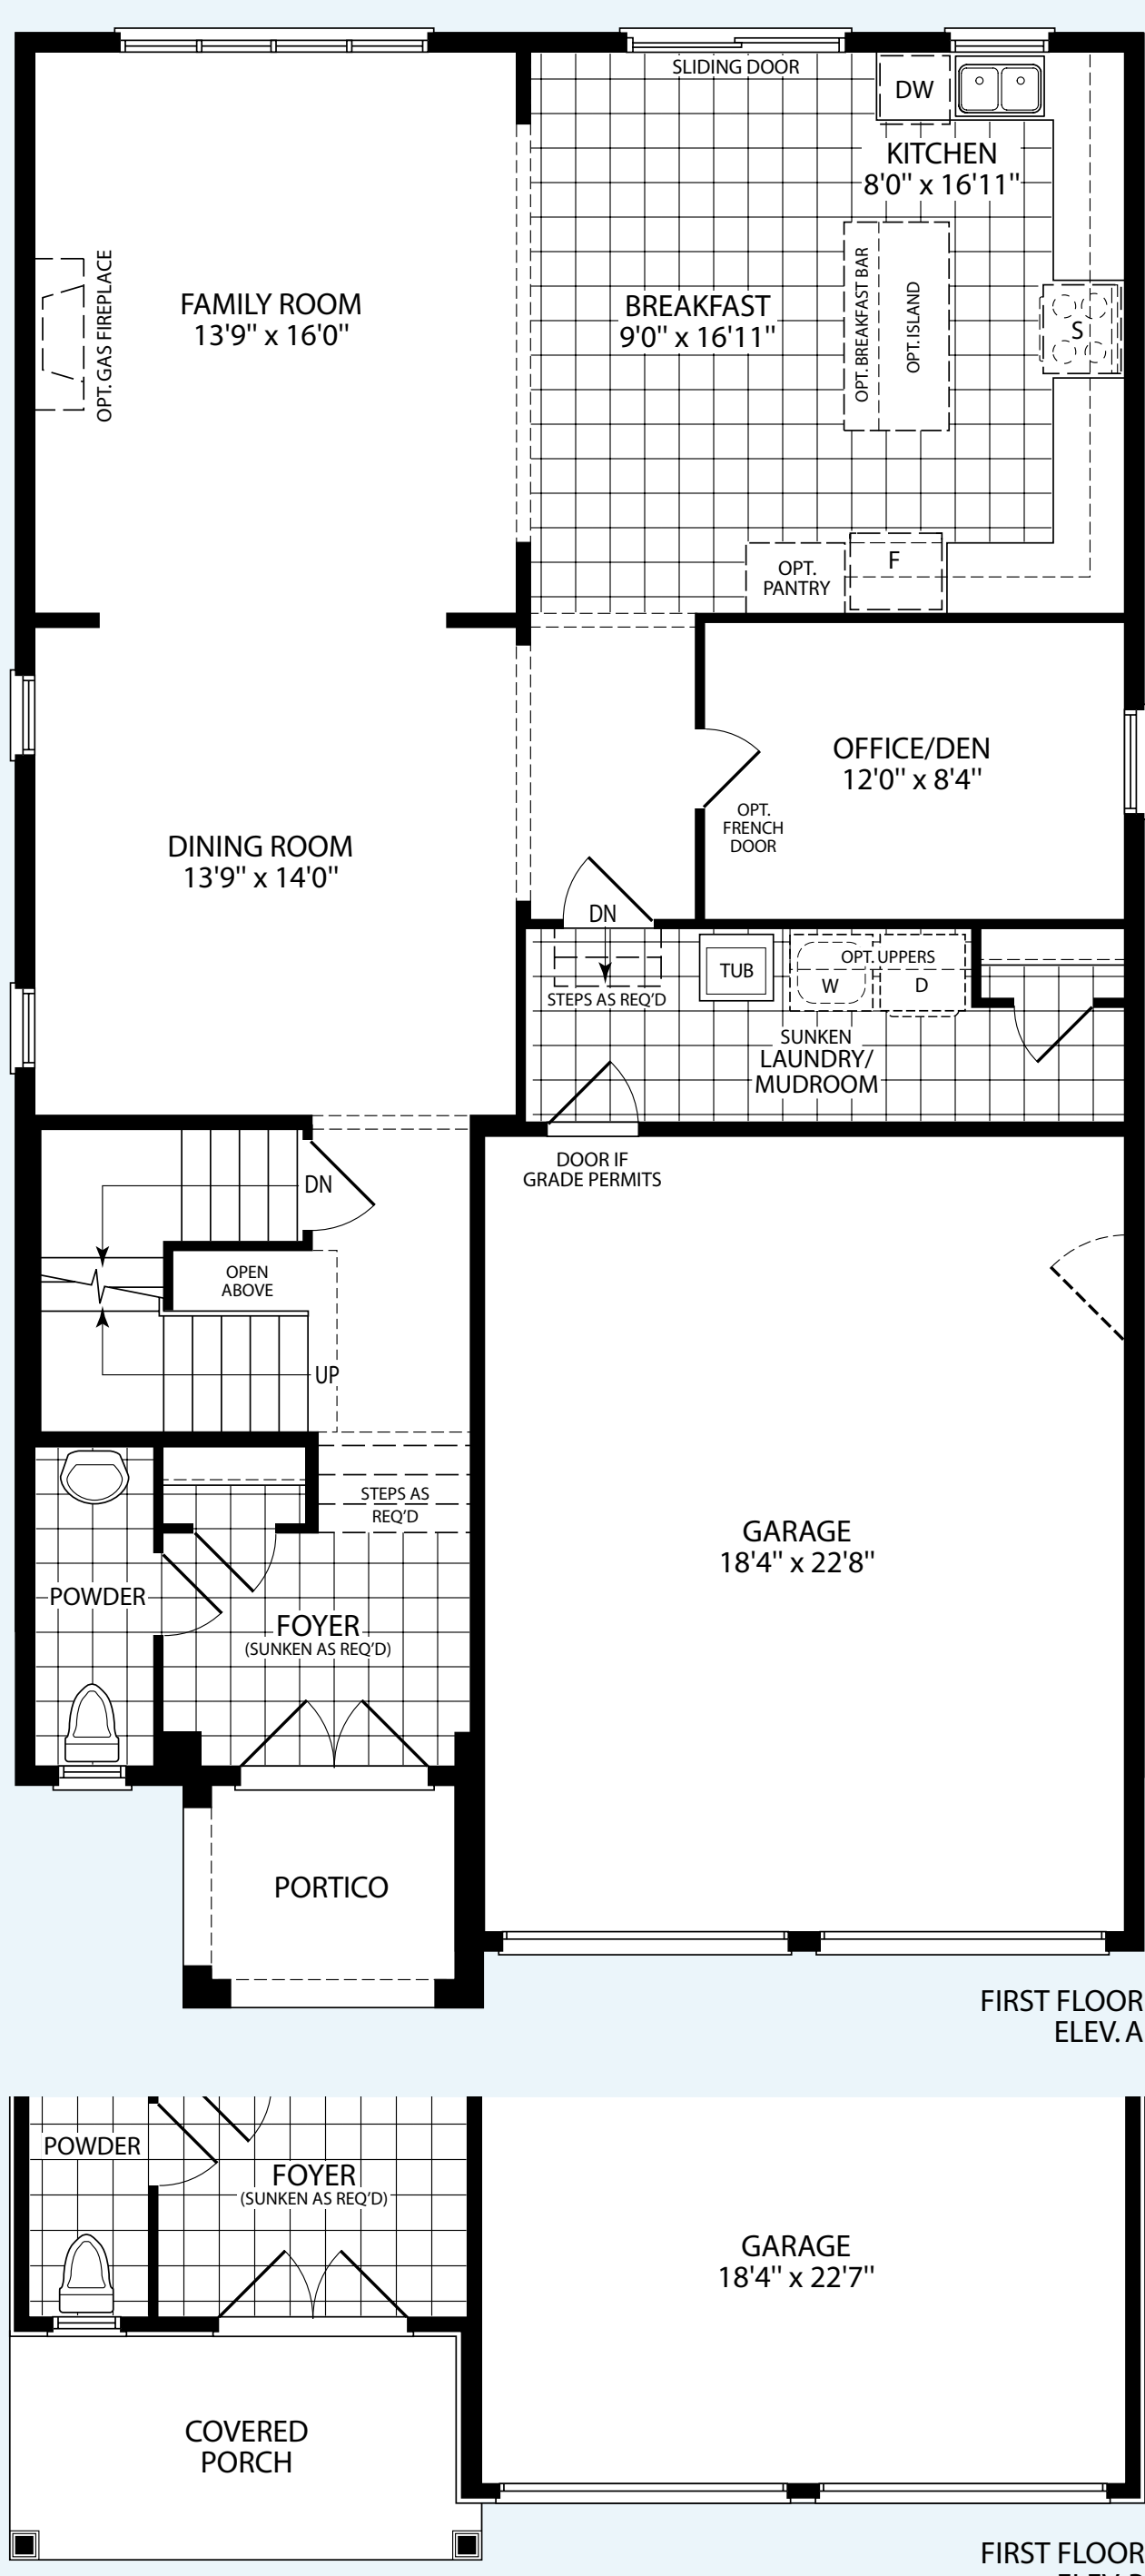 SLIDING DOOR
DW
KITCHEN
8'0" x 16'11"
OPT. GAS FIREPLACE
FAMILY ROOM
13'9" x 16'0"
BREAKFAST
9'0" x 16'11"
OPT. BREAKFAST BAR
OPT. ISLAND
S
OPT.
PANTRY
F
OFFICE/DEN
12'0" x 8'4"
OPT.
FRENCH
DOOR
DINING ROOM
13'9" x 14'0"
DN
STEPS AS REQ'D
TUB
OPT. UPPERS
W
D
SUNKEN
LAUNDRY/
MUDROOM
DOOR IF
GRADE PERMITS
DN
OPEN
ABOVE
UP
STEPS AS
REQ'D
GARAGE
18'4" x 22'8"
POWDER
FOYER
(SUNKEN AS REQ'D)
PORTICO
FIRST FLOOR
ELEV. A
POWDER
FOYER
(SUNKEN AS REQ'D)
GARAGE
18'4" x 22'7"
COVERED
PORCH
FIRST FLOOR